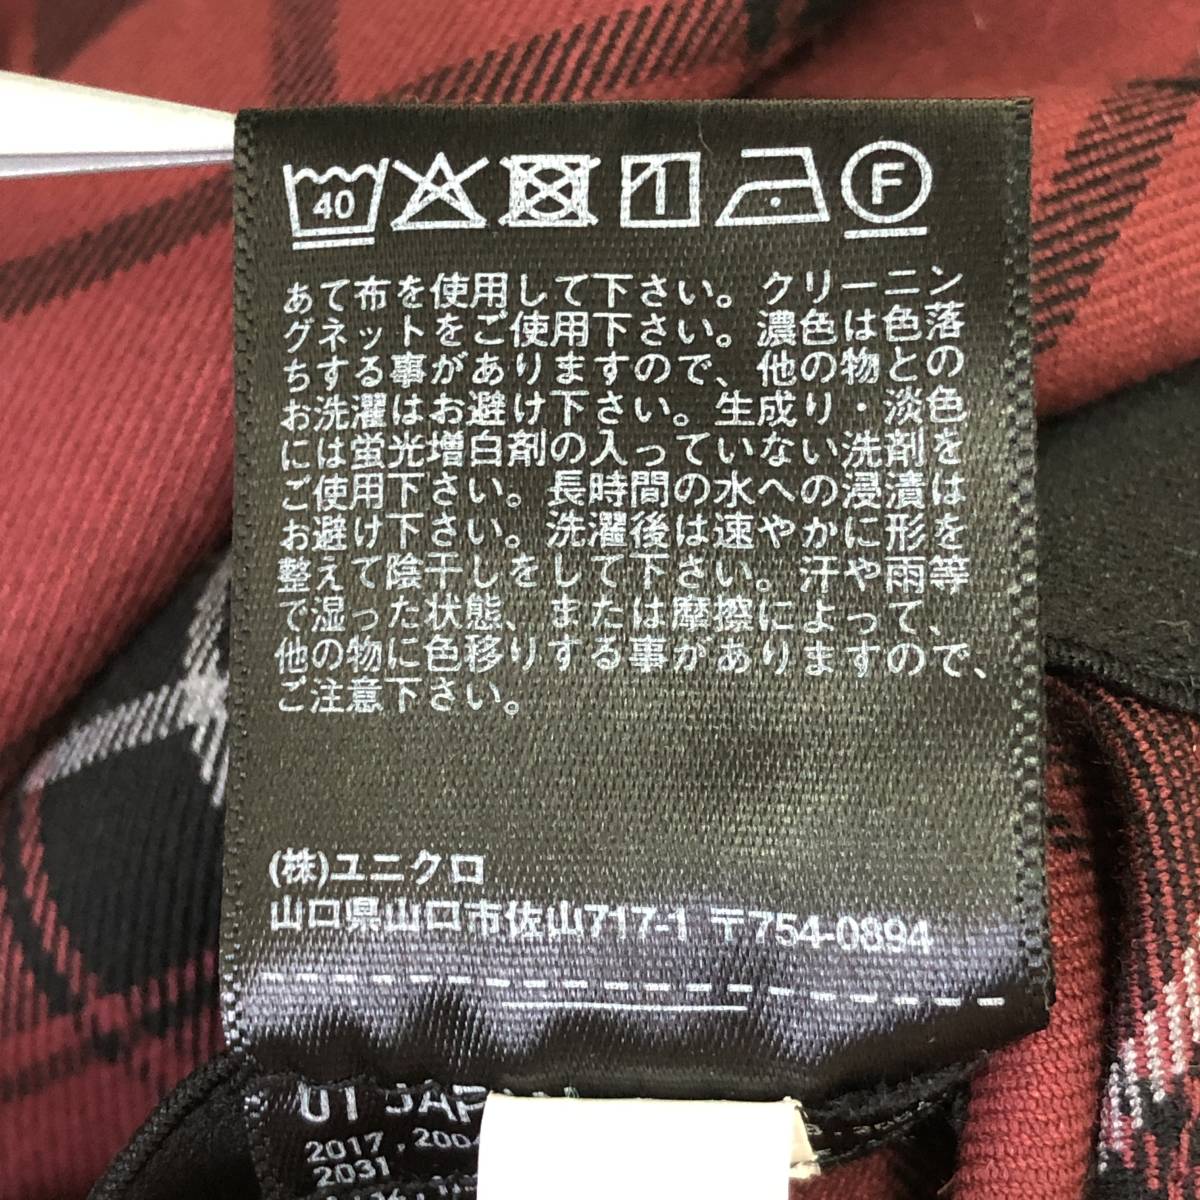 40 F
あて布を使用して下さい。クリーニン
グネットをご使用下さい。濃色は色落
ちする事がありますので、他の物との
お洗濯はお避け下さい。生成り・淡色
には蛍光増白剤の入っていない洗剤を
ご使用下さい。長時間の水への浸漬は
お避け下さい。洗濯後は速やかに形を
整えて陰干しをして下さい。汗や雨等
で湿った状態、または摩擦によって、
他の物に色移りする事がありますので、
ご注意下さい。
(株)ユニクロ
山口県山口市佐山717-1 〒754-0894
U1 JAPAN
2017,2004
2031